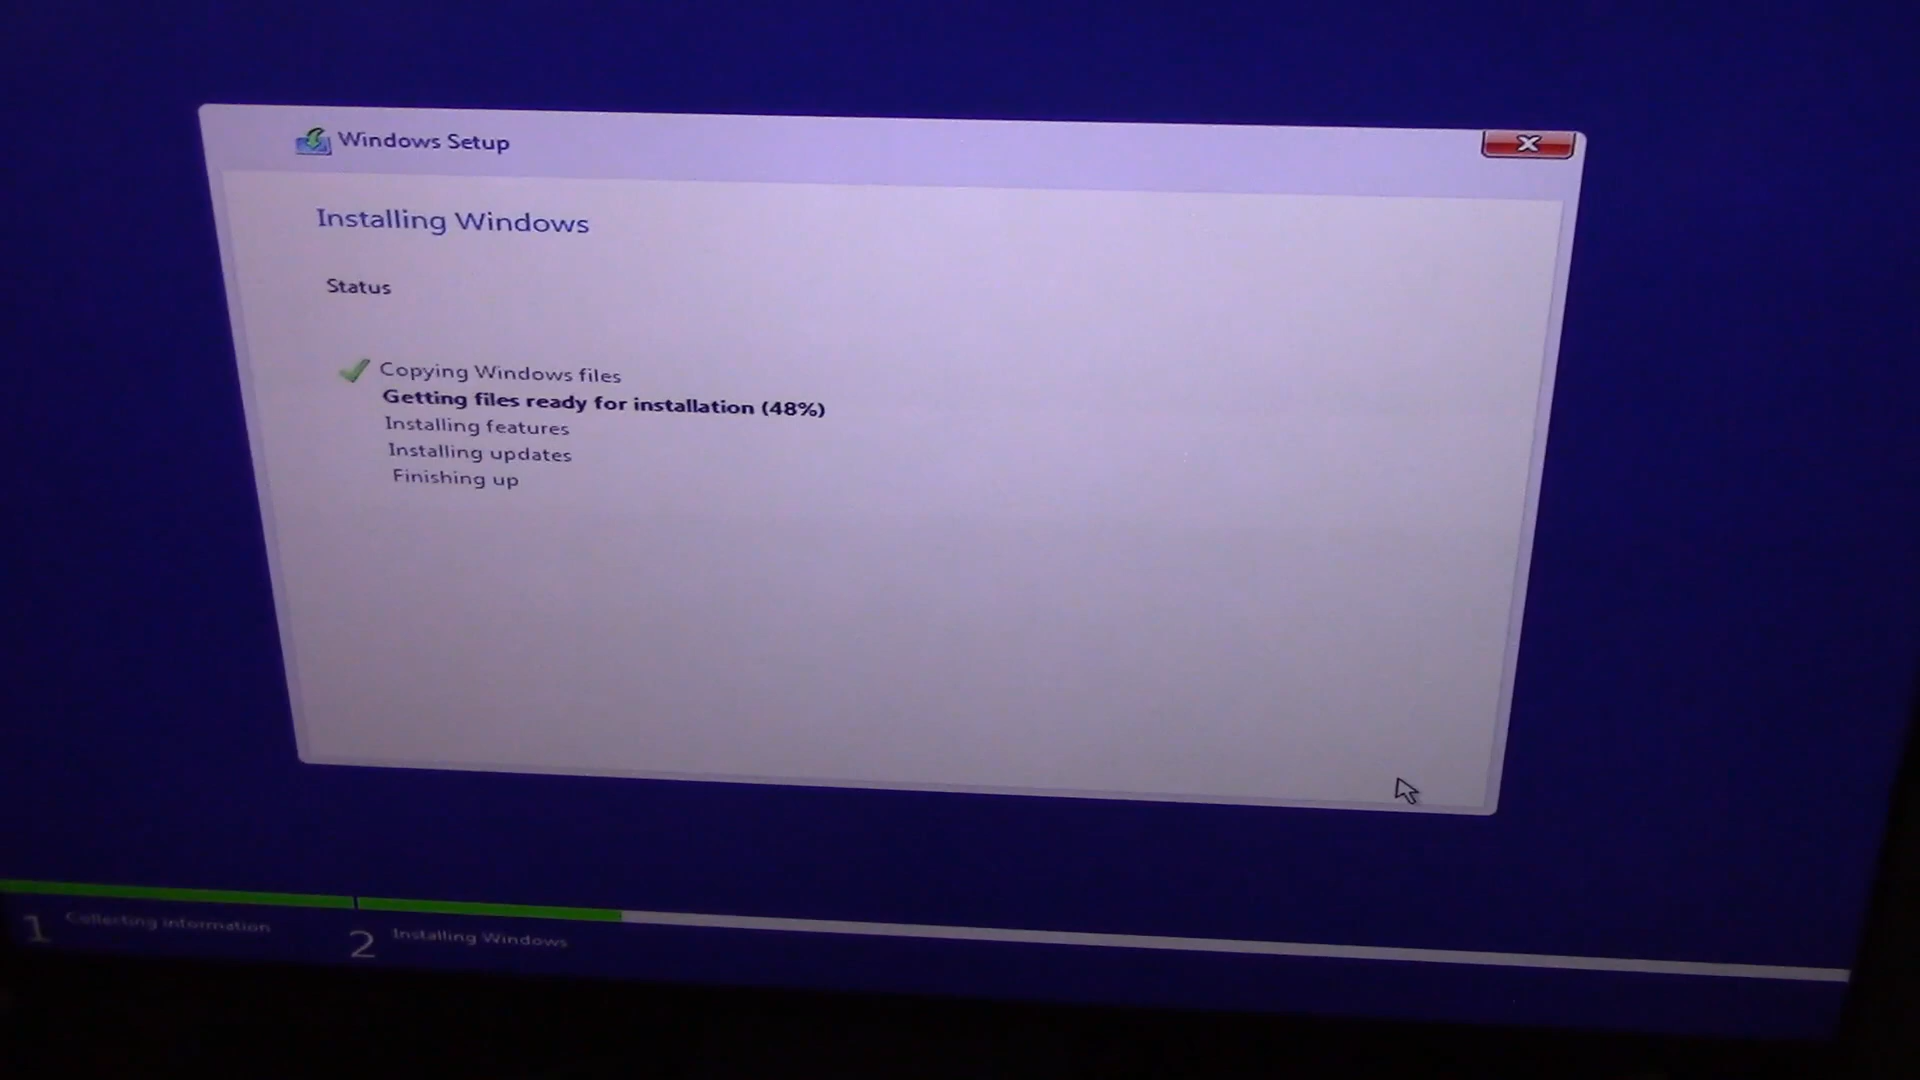 Windows Setup
Installing Windows
Status
Copying Windows files
Getting files ready for installation (48%)
Installing features
Installing updates
Finishing up
1 Collecting information
2 Installing Windows